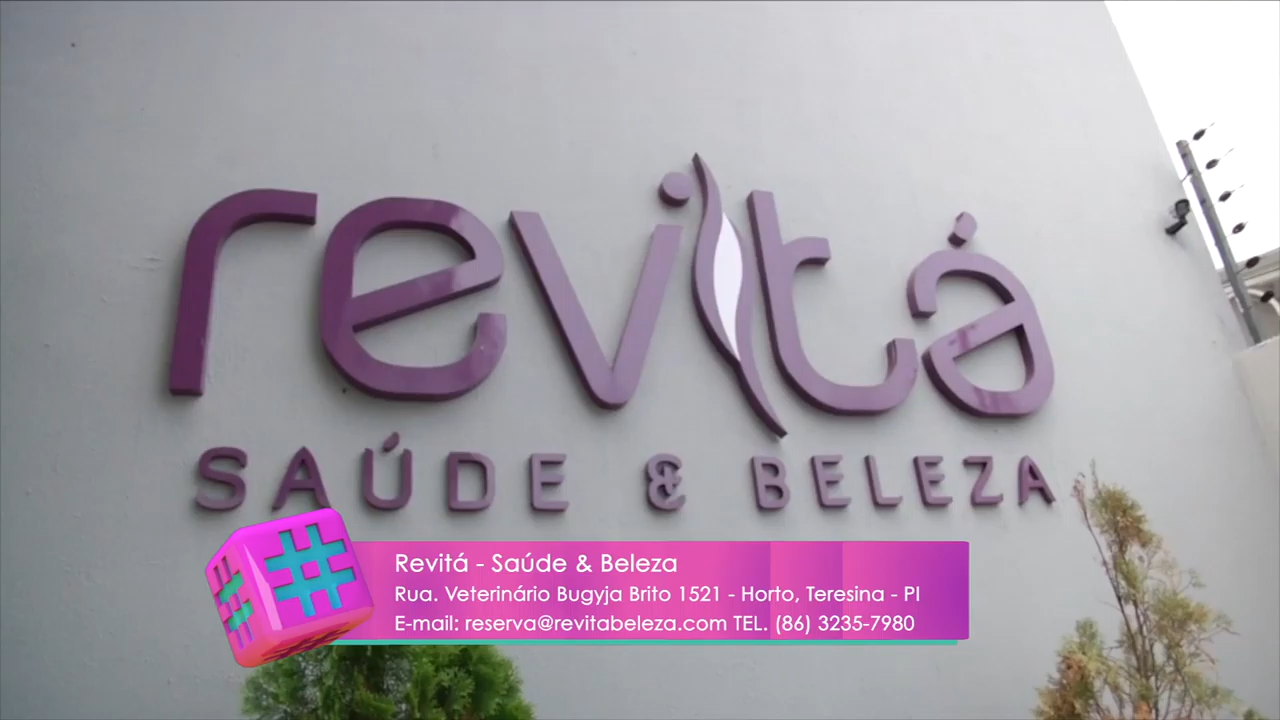 revitá
SAÚDE & BELEZA
#
#
Revitá - Saúde & Beleza
Rua. Veterinário Bugyja Brito 1521 - Horto, Teresina - PI
E-mail: reserva@revitabeleza.com TEL. (86) 3235-7980